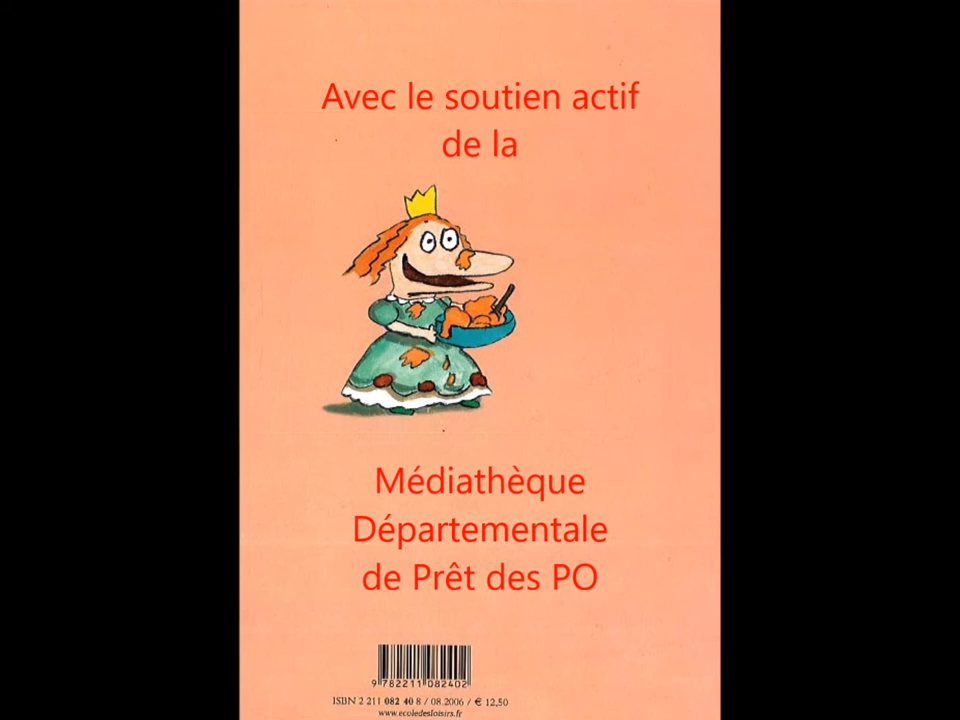 Avec le soutien actif
de la
Médiathèque
Départementale
de Prêt des PO
9 782211 082402
ISBN 2 211 082 40 8 / 08.2006 / € 12,50
www.ecoledesloisirs.fr